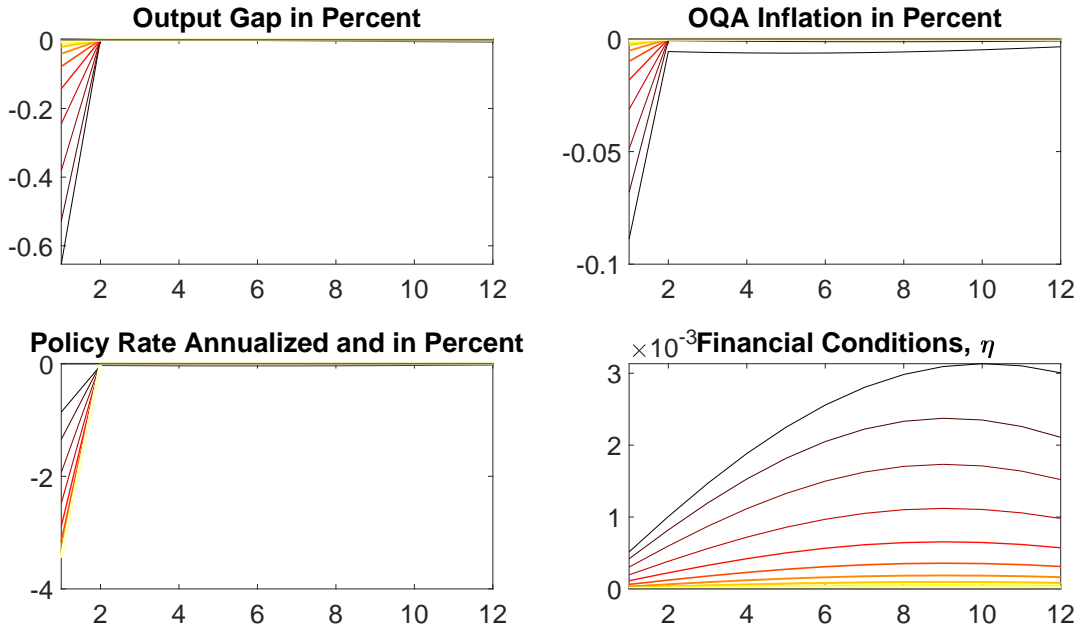 Output Gap in Percent
0
-0.2
-0.4
-0.6
2 4 6 8 10 12
OQA Inflation in Percent
0
-0.05
-0.1
2 4 6 8 10 12
Policy Rate Annualized and in Percent
0
-2
-4
2 4 6 8 10 12
×10⁻³ Financial Conditions, η
3
2
1
0
2 4 6 8 10 12